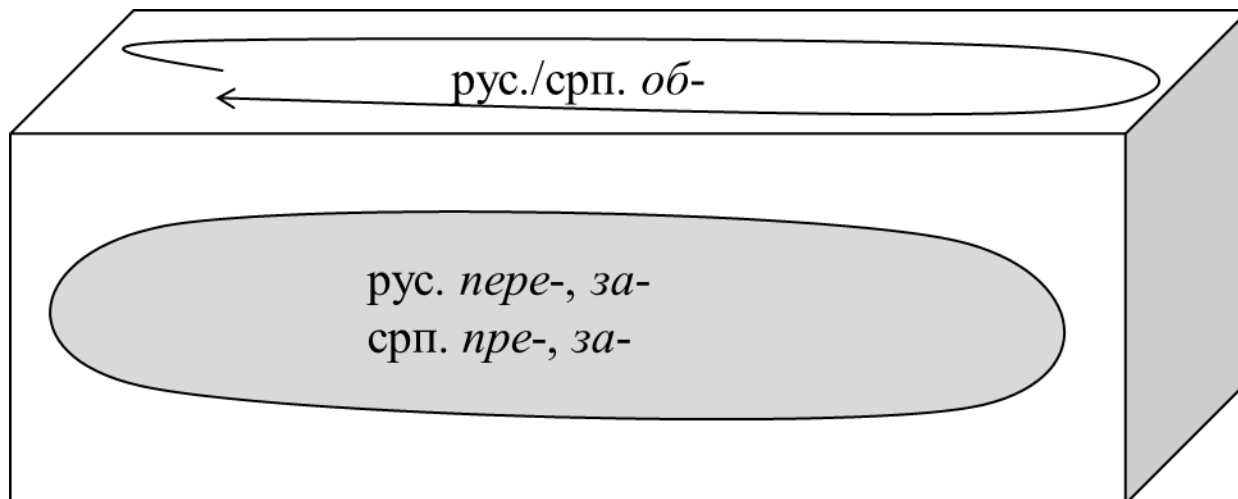 рус./срп. об-
рус. пере-, за-
срп. пре-, за-